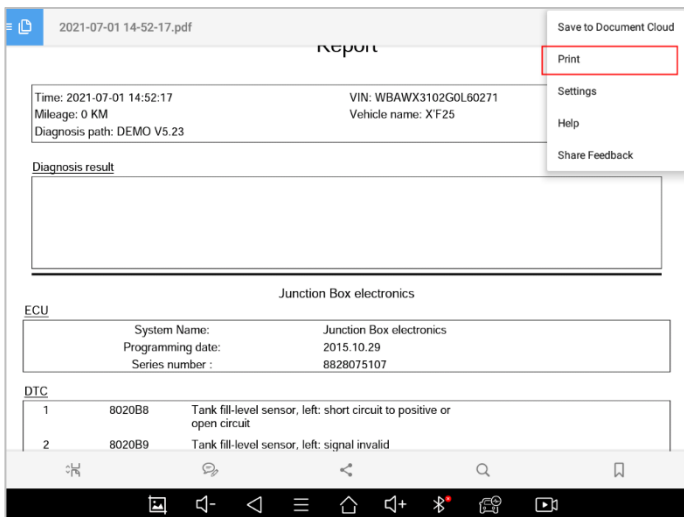 2021-07-01 14-52-17.pdf
Save to Document Cloud
Print
Settings
Help
Share Feedback
Report
Time: 2021-07-01 14:52:17
VIN: WBAWX3102G0L60271
Mileage: 0 KM
Vehicle name: X'F25
Diagnosis path: DEMO V5.23
Diagnosis result
Junction Box electronics
ECU
System Name: Junction Box electronics
Programming date: 2015.10.29
Series number : 8828075107
DTC
1 8020B8 Tank fill-level sensor, left: short circuit to positive or
open circuit
2 8020B9 Tank fill-level sensor, left: signal invalid